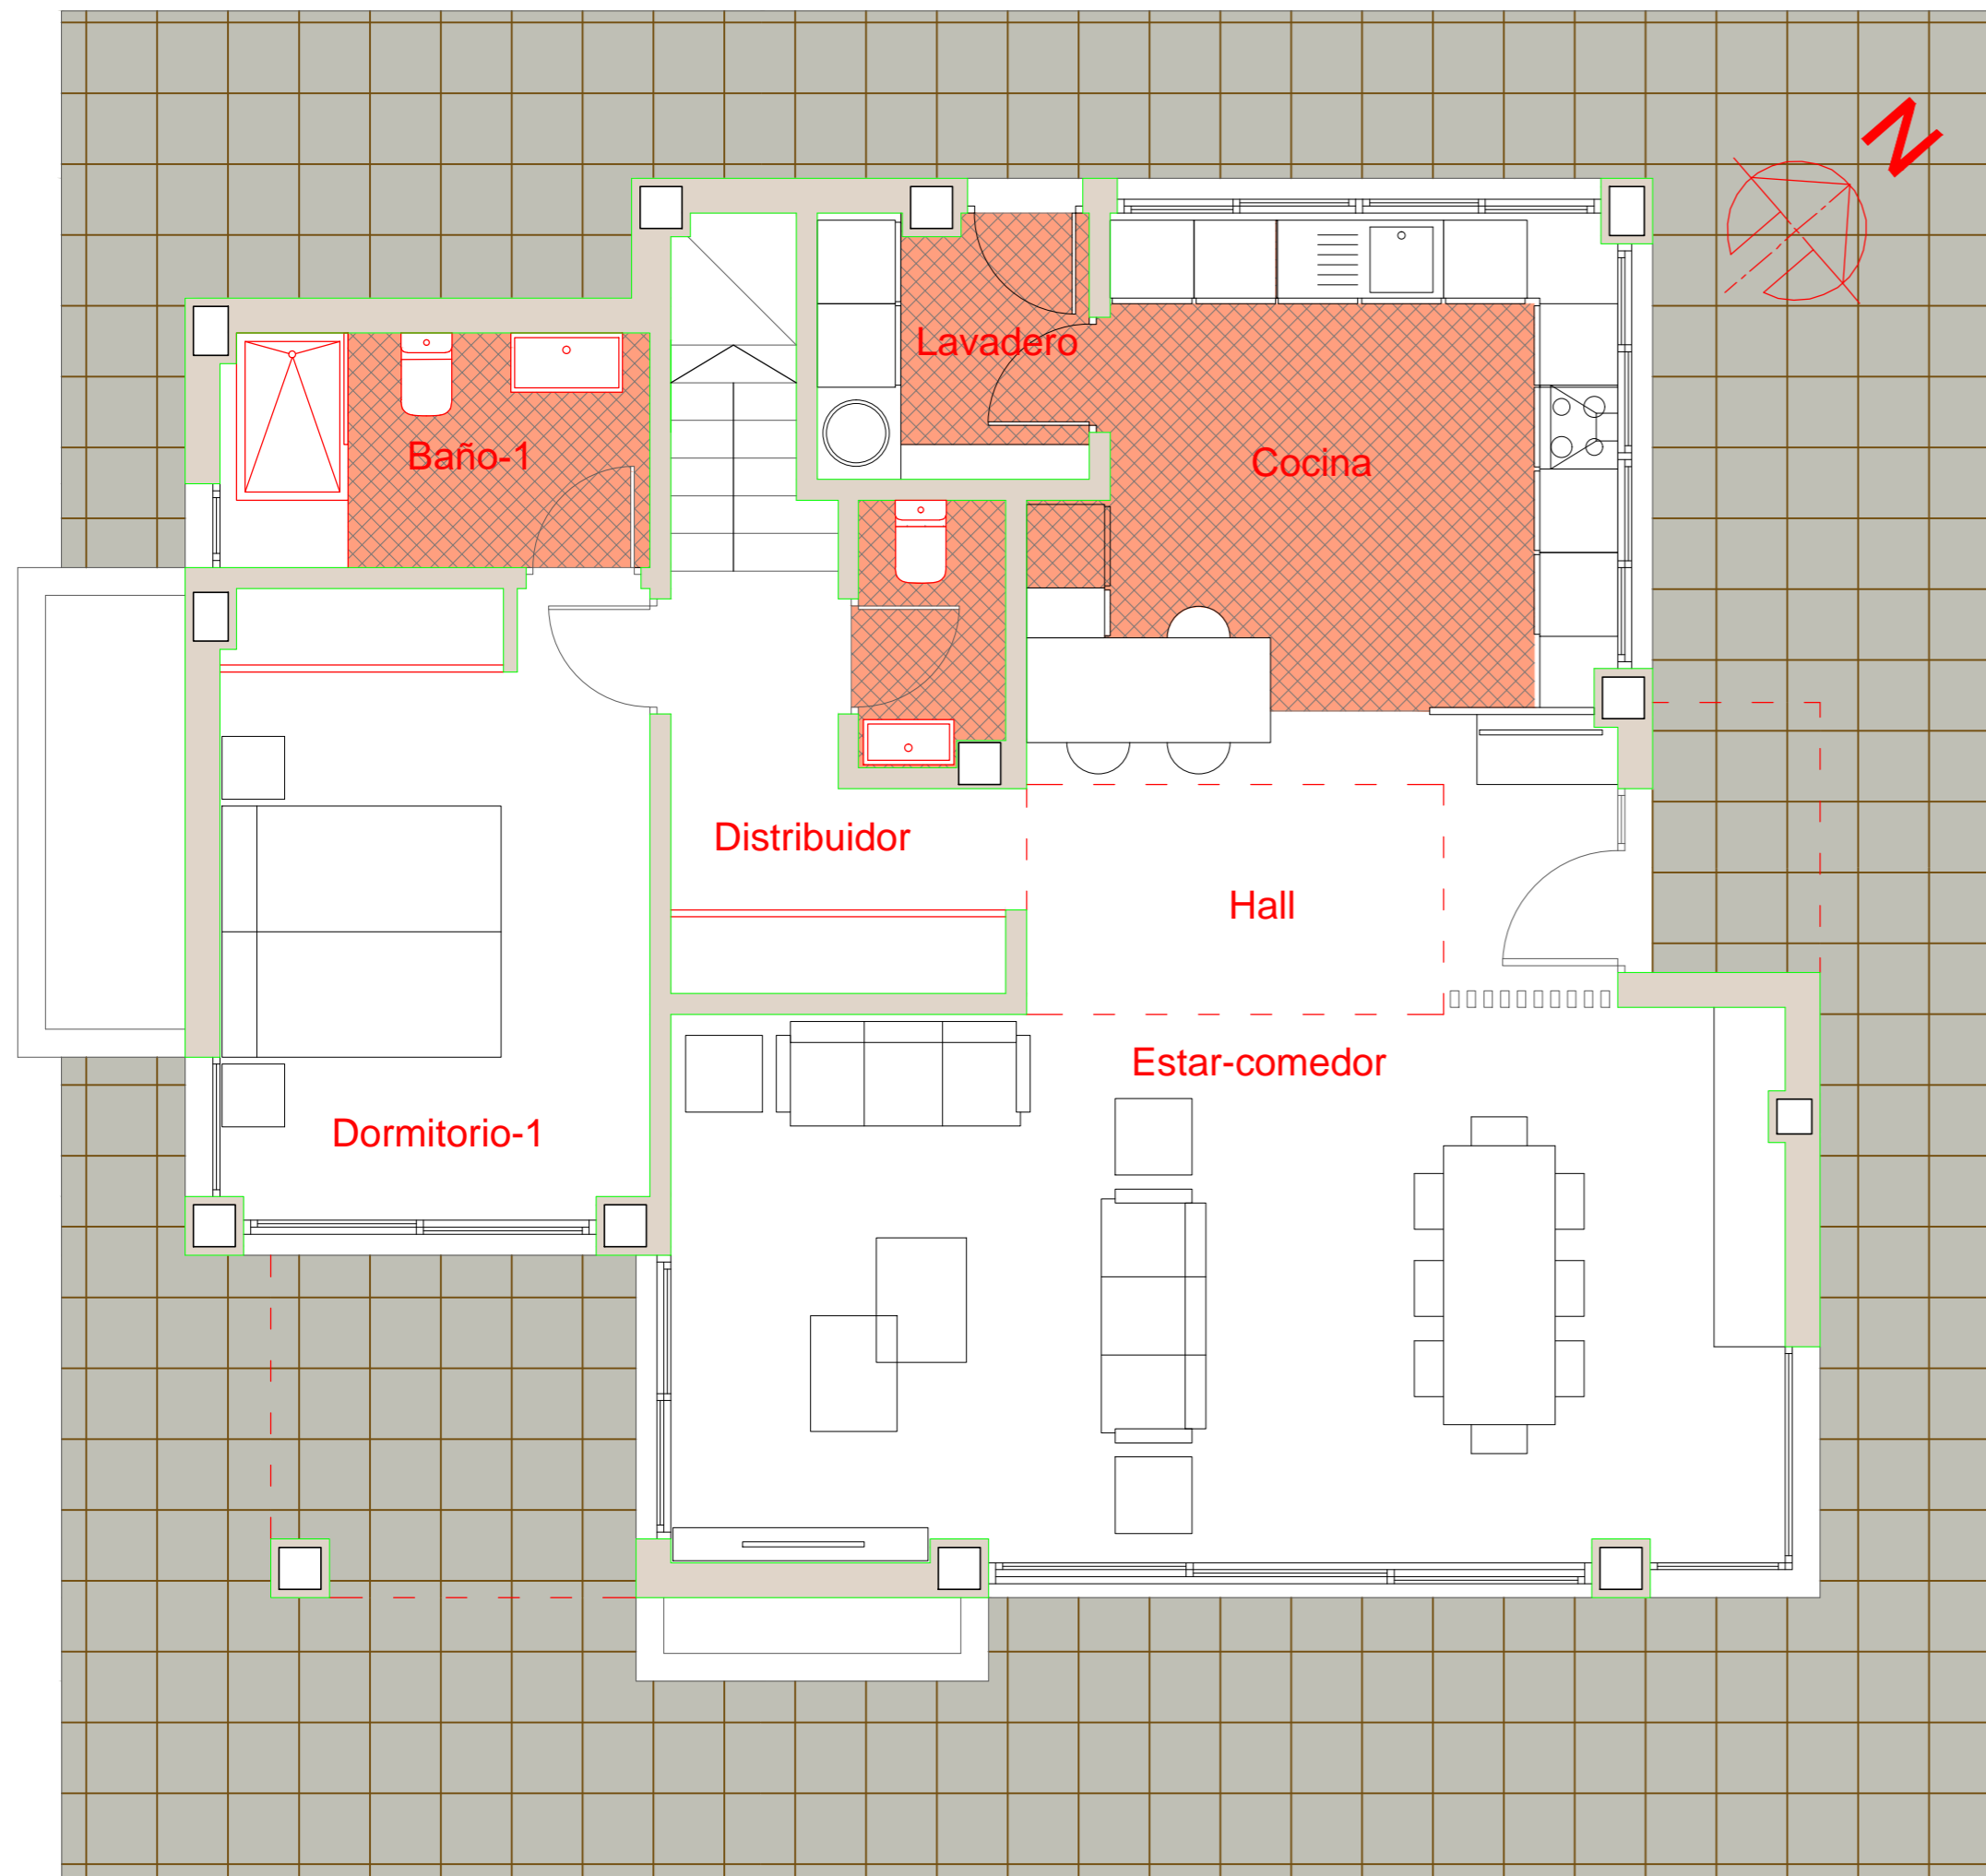 N
Lavadero
Baño-1
Cocina
Distribuidor
Hall
Estar-comedor
Dormitorio-1